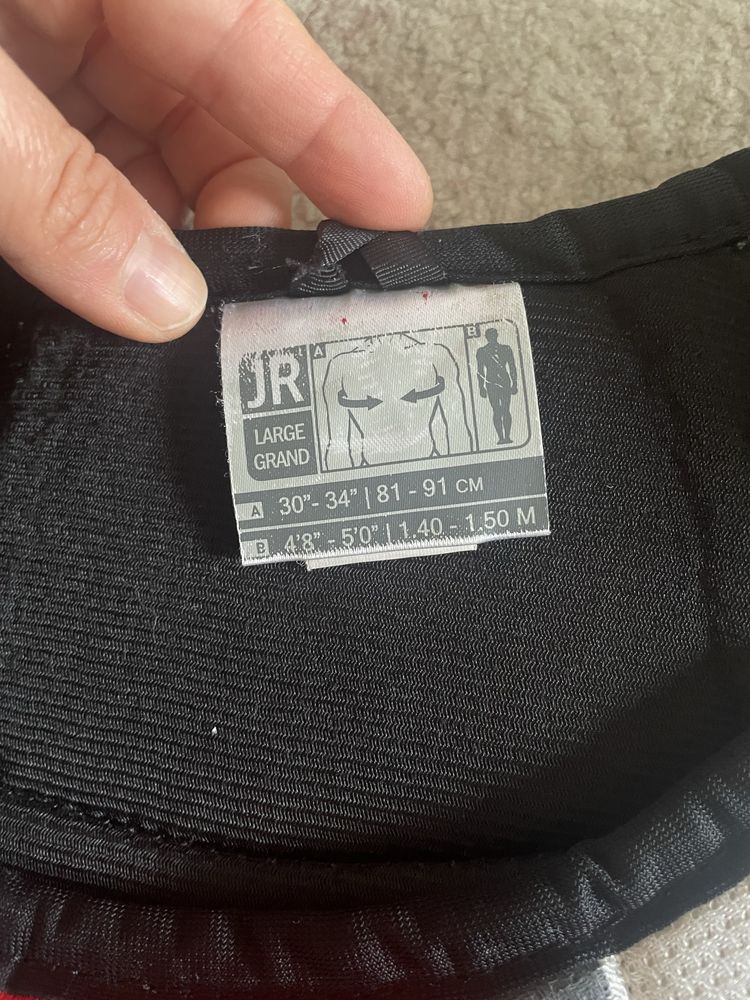 JR
LARGE
GRAND
A
B
A 30"- 34" | 81 - 91 CM
B 4'8" - 5'0" | 1.40 - 1.50 M